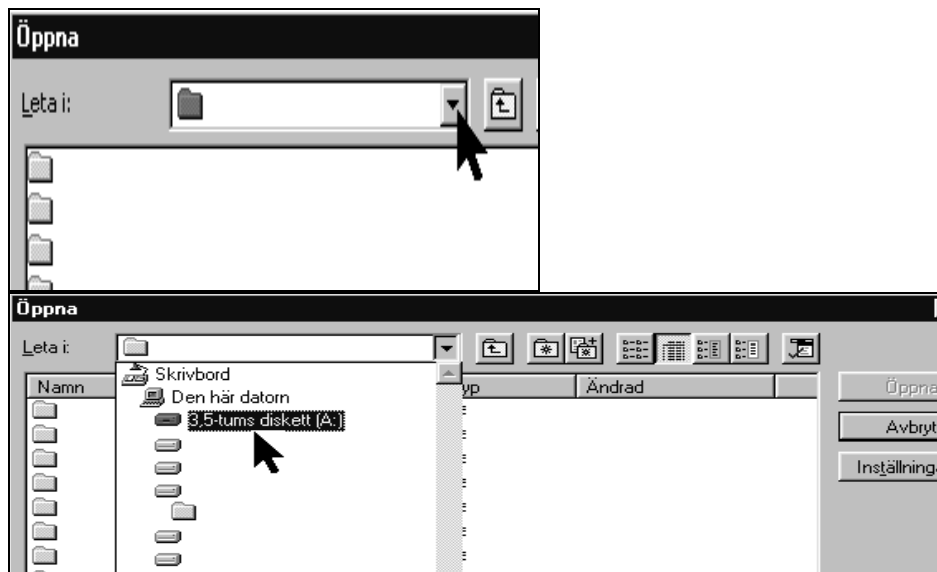 Öppna
Leta i:
Öppna
Leta i:
Skrivbord
Namn
yp
Ändrad
Den här datorn
3,5-tums diskett (A:)
Öppna
Avbryt
Inställninga